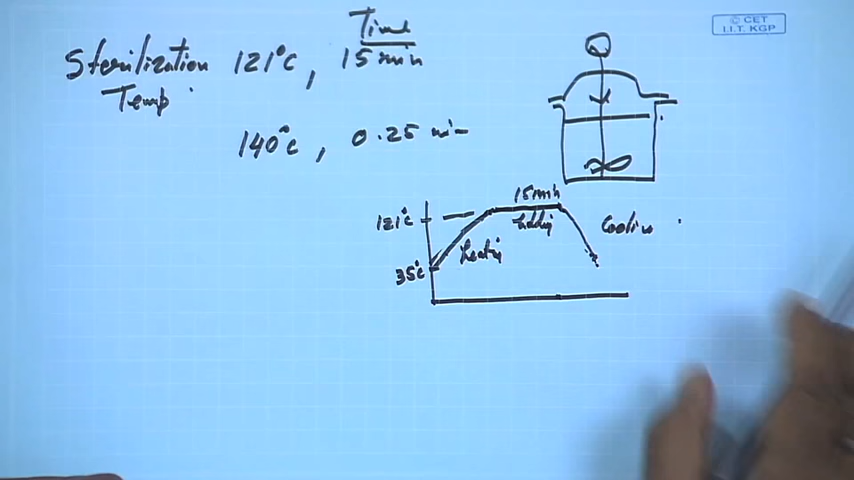 © CET
I.I.T. KGP
Time
Sterilization 121°C, 15 min
Temp
140°C, 0.25 min
15 min
121°C
holding
Cooling
heating
35°C